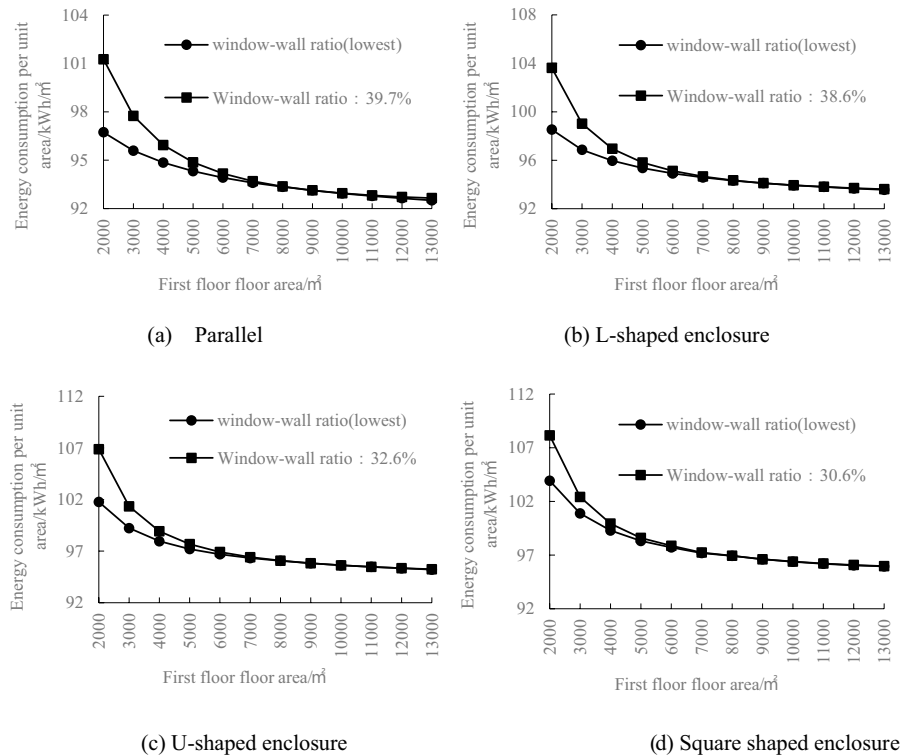 Energy consumption per unit
area/kWh/㎡
104
101
98
95
92
window-wall ratio(lowest)
Window-wall ratio：39.7%
2000
3000
4000
5000
6000
7000
8000
9000
10000
11000
12000
13000
First floor floor area/㎡
(a) Parallel
Energy consumption per unit
area/kWh/㎡
108
104
100
96
92
window-wall ratio(lowest)
Window-wall ratio：38.6%
2000
3000
4000
5000
6000
7000
8000
9000
10000
11000
12000
13000
First floor floor area/㎡
(b) L-shaped enclosure
Energy consumption per unit
area/kWh/㎡
112
107
102
97
92
window-wall ratio(lowest)
Window-wall ratio：32.6%
2000
3000
4000
5000
6000
7000
8000
9000
10000
11000
12000
13000
First floor floor area/㎡
(c) U-shaped enclosure
Energy consumption per unit
area/kWh/㎡
112
107
102
97
92
window-wall ratio(lowest)
Window-wall ratio：30.6%
2000
3000
4000
5000
6000
7000
8000
9000
10000
11000
12000
13000
First floor floor area/㎡
(d) Square shaped enclosure